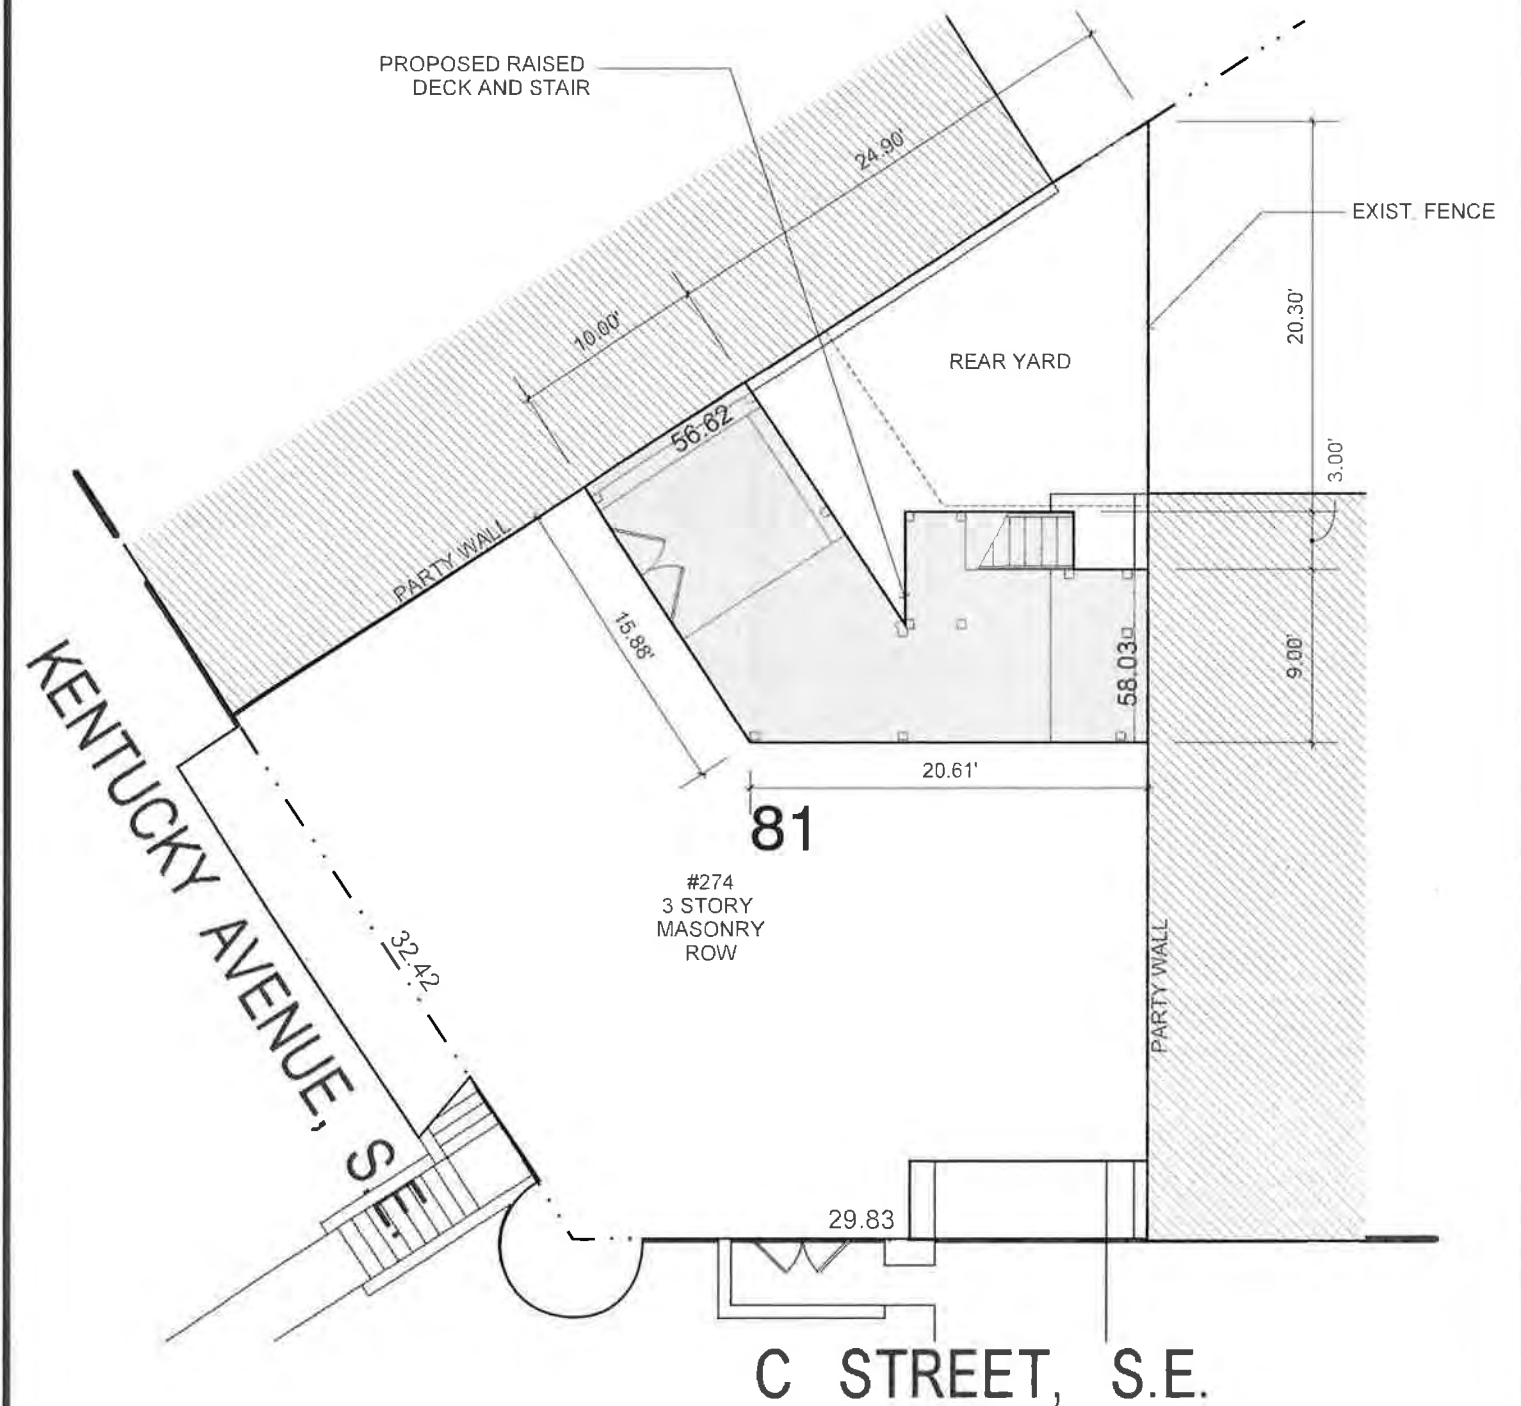 PROPOSED RAISED
DECK AND STAIR
24.90'
EXIST. FENCE
10.00'
20.30'
REAR YARD
56.62
3.00'
PARTY WALL
15.88'
58.03
9.00'
20.61'
81
#274
3 STORY
MASONRY
ROW
KENTUCKY AVENUE, S.E.
32.42
PARTY WALL
29.83
C STREET, S.E.